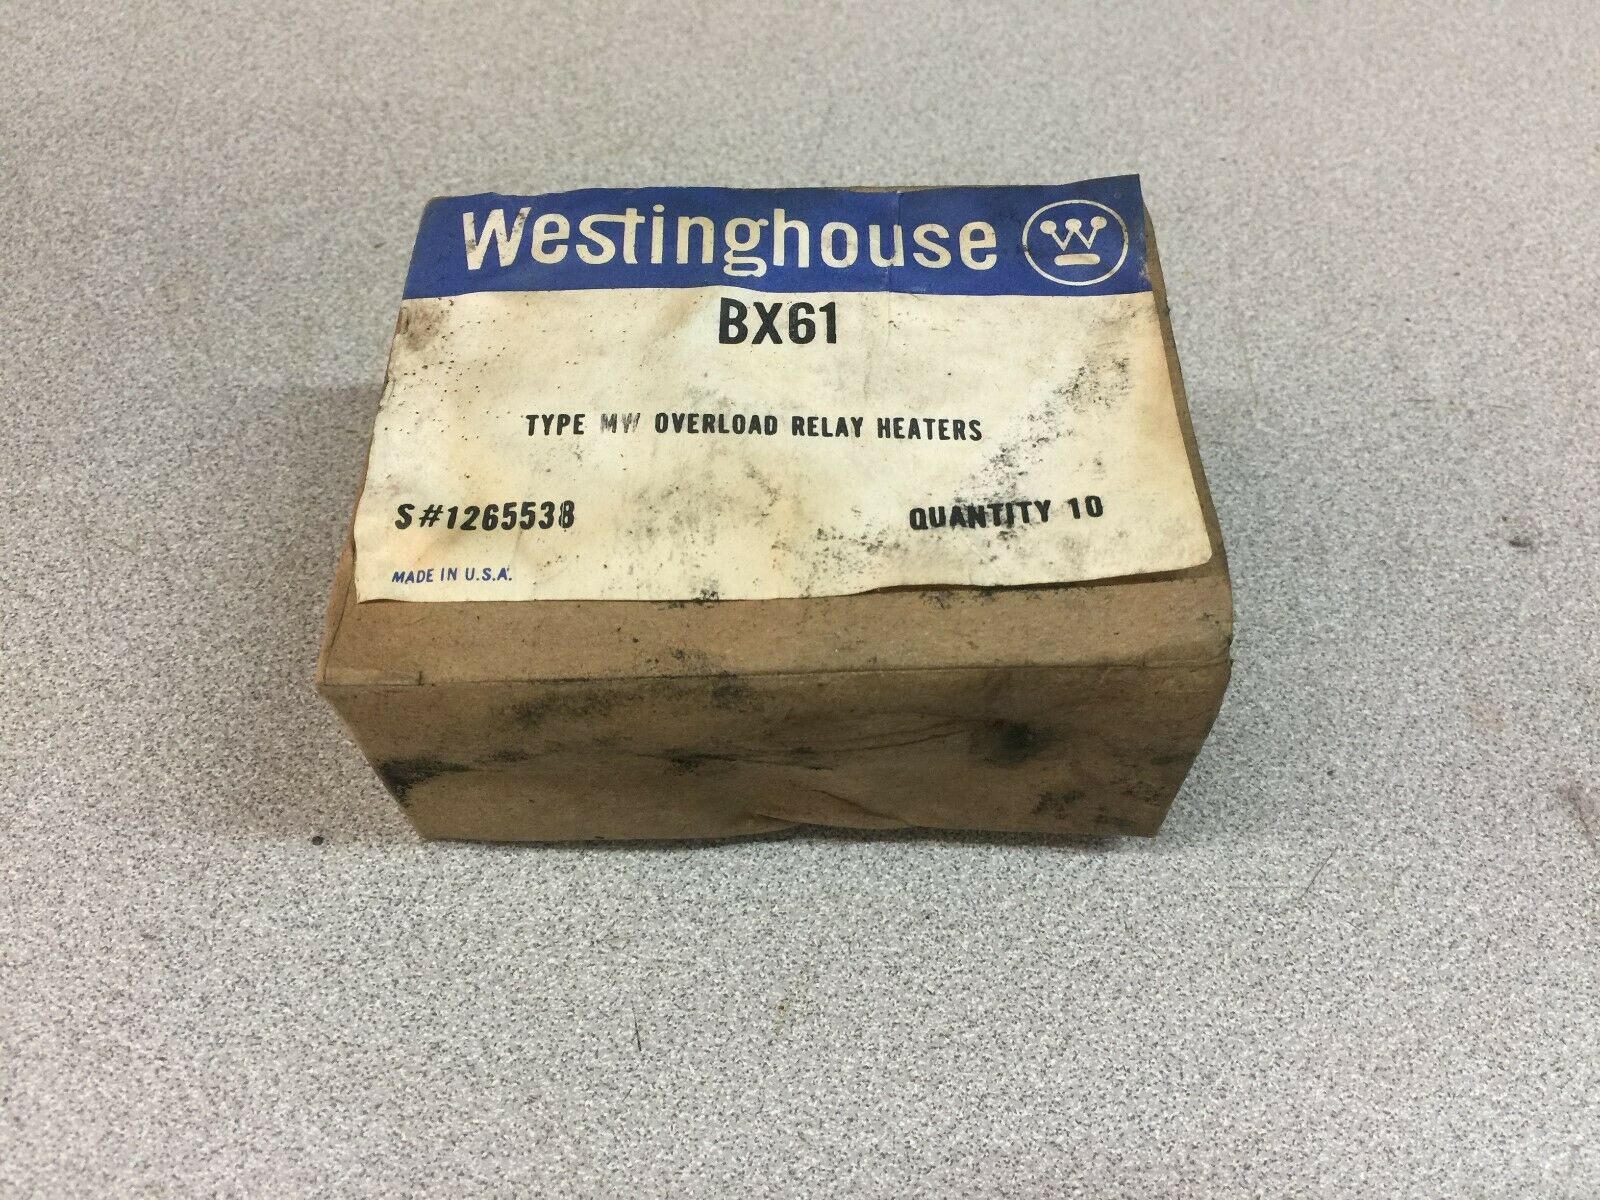 Westinghouse W
BX61
TYPE MW OVERLOAD RELAY HEATERS
S#1265538 QUANTITY 10
MADE IN U.S.A.